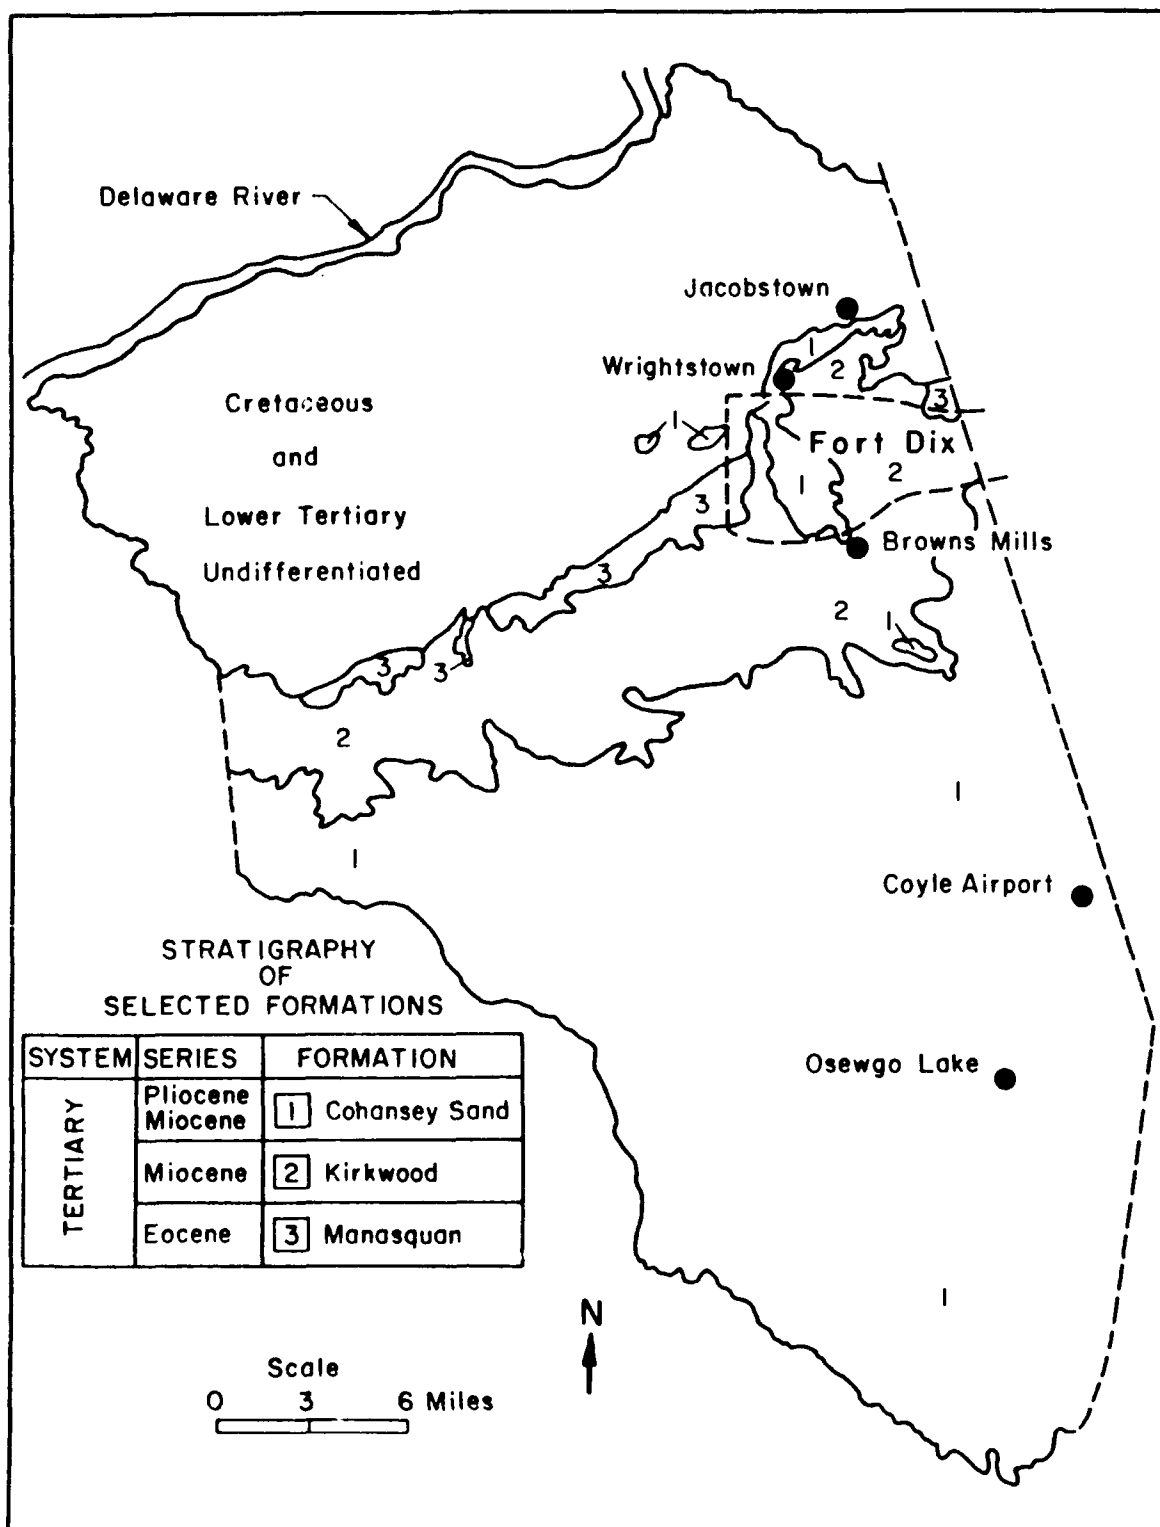 Delaware River
Jacobstown
1
Wrightstown
2
Cretaceous
and
Lower Tertiary
Undifferentiated
3
1
Fort Dix
2
1
3
Browns Mills
3
2
1
3
3
2
1
1
Coyle Airport
STRATIGRAPHY
OF
SELECTED FORMATIONS
SYSTEM SERIES FORMATION
TERTIARY
Pliocene
Miocene
1 Cohansey Sand
Miocene 2 Kirkwood
Eocene 3 Manasquan
Osewgo Lake
1
N
Scale
0 3 6 Miles